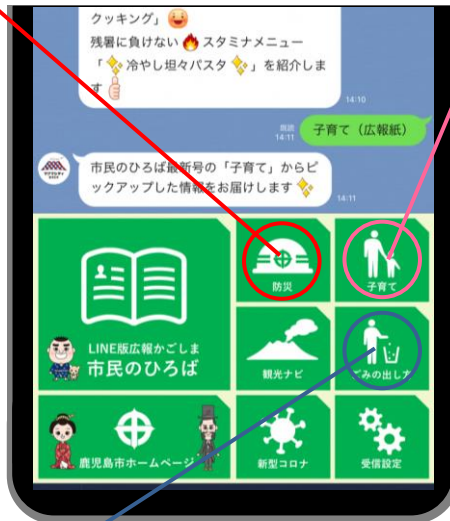 クッキング」😆
残暑に負けない🔥スタミナメニュー
「✨冷やし坦々パスタ✨」を紹介しま
す☝
14:10
既読
14:11
子育て（広報紙）
市民のひろば最新号の「子育て」からピ
ックアップした情報をお届けします✨
14:11
防災
子育て
LINE版広報かごしま
市民のひろば
観光ナビ
ごみの出し方
鹿児島市ホームページ
新型コロナ
受信設定